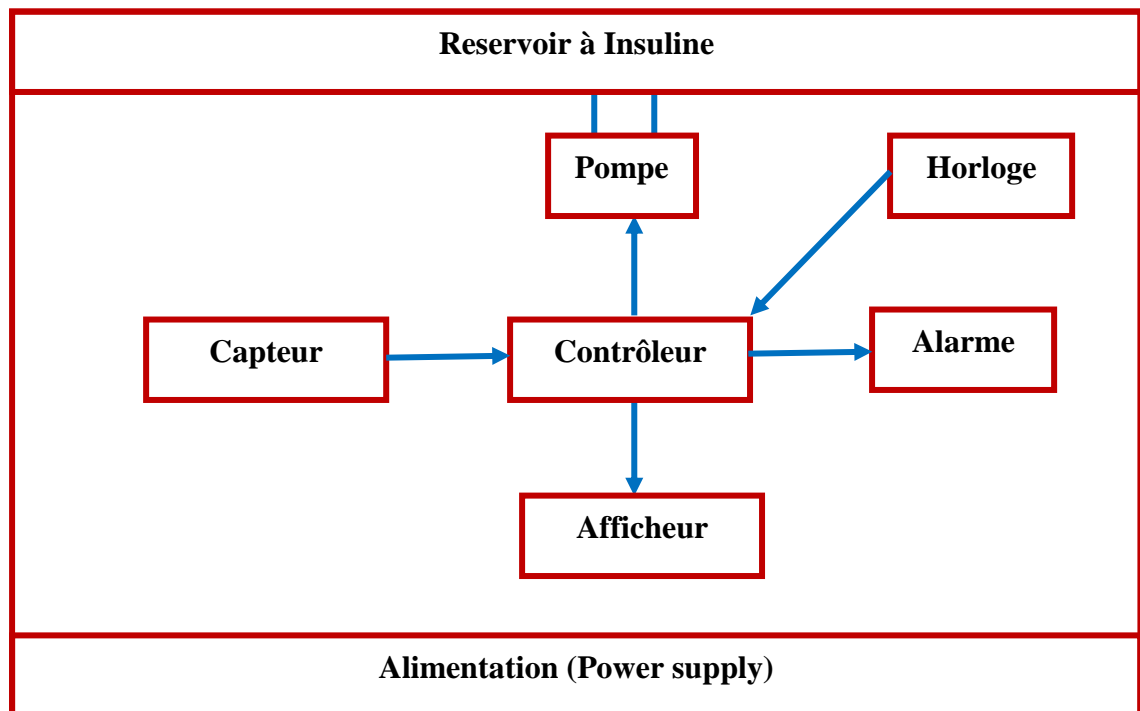 Reservoir à Insuline
Pompe
Horloge
Capteur
Contrôleur
Alarme
Afficheur
Alimentation (Power supply)